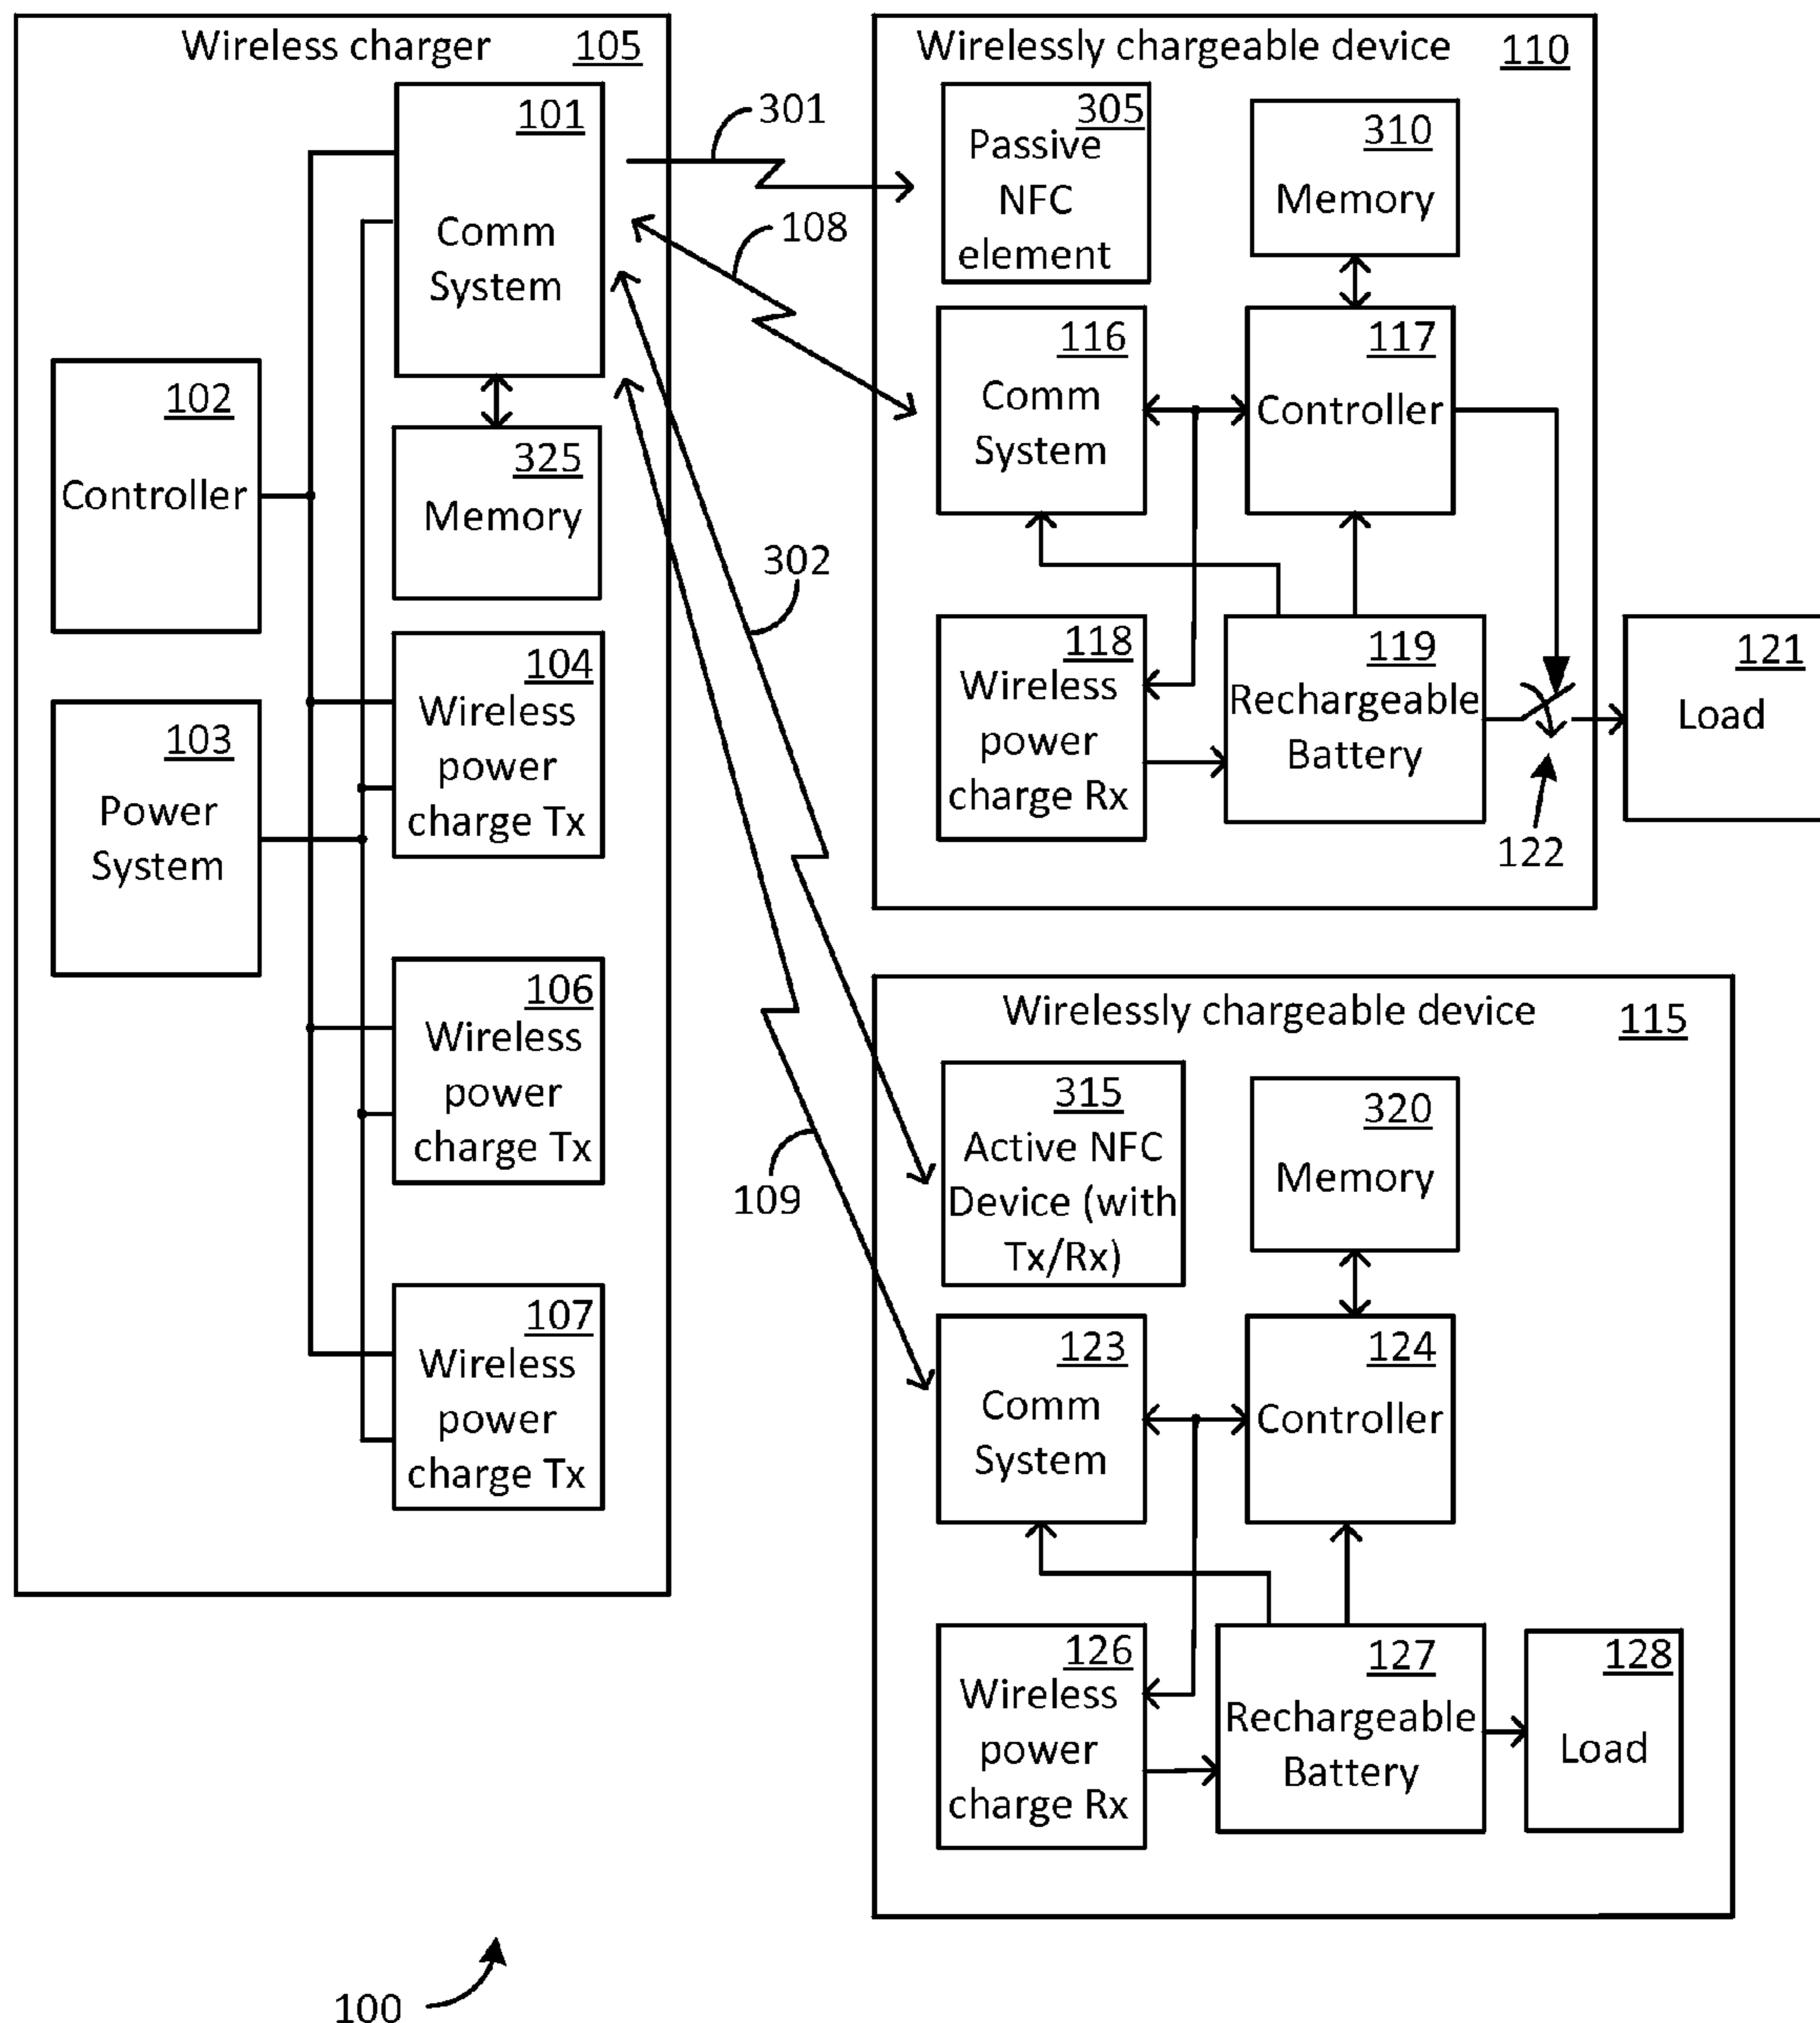 Wireless charger 105
101
Comm
System
102
Controller
325
Memory
103
Power
System
104
Wireless
power
charge Tx
106
Wireless
power
charge Tx
107
Wireless
power
charge Tx
301
108
302
109
Wirelessly chargeable device 110
305
Passive
NFC
element
310
Memory
116
Comm
System
117
Controller
118
Wireless
power
charge Rx
119
Rechargeable
Battery
122
121
Load
Wirelessly chargeable device 115
315
Active NFC
Device (with
Tx/Rx)
320
Memory
123
Comm
System
124
Controller
126
Wireless
power
charge Rx
127
Rechargeable
Battery
128
Load
100